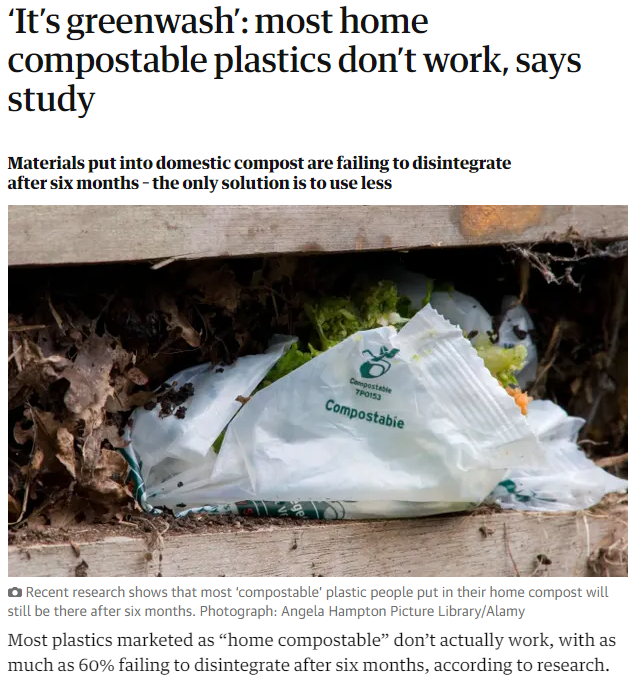 ‘It’s greenwash’: most home
compostable plastics don’t work, says
study
Materials put into domestic compost are failing to disintegrate
after six months – the only solution is to use less
Compostable
7P0153
Compostable
Recent research shows that most ‘compostable’ plastic people put in their home compost will
still be there after six months. Photograph: Angela Hampton Picture Library/Alamy
Most plastics marketed as “home compostable” don’t actually work, with as
much as 60% failing to disintegrate after six months, according to research.